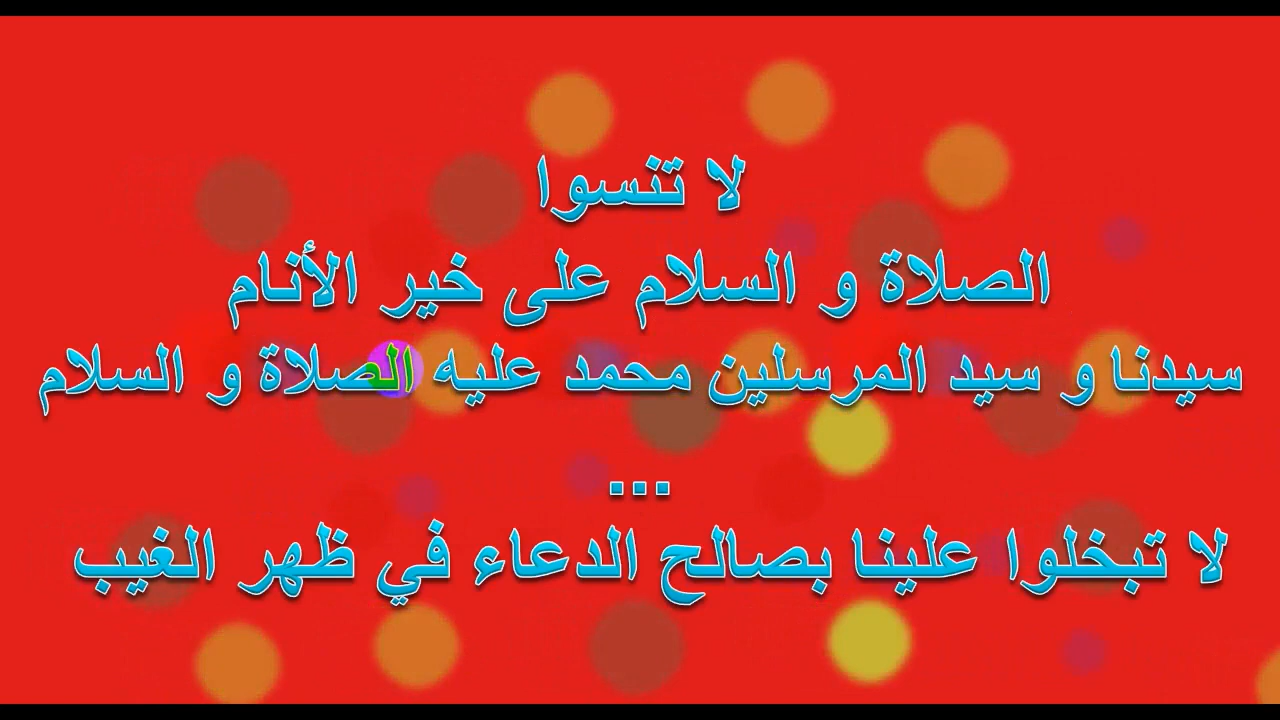 لا تنسوا
الصلاة و السلام على خير الأنام
سيدنا و سيد المرسلين محمد عليه الصلاة و السلام
...
لا تبخلوا علينا بصالح الدعاء في ظهر الغيب